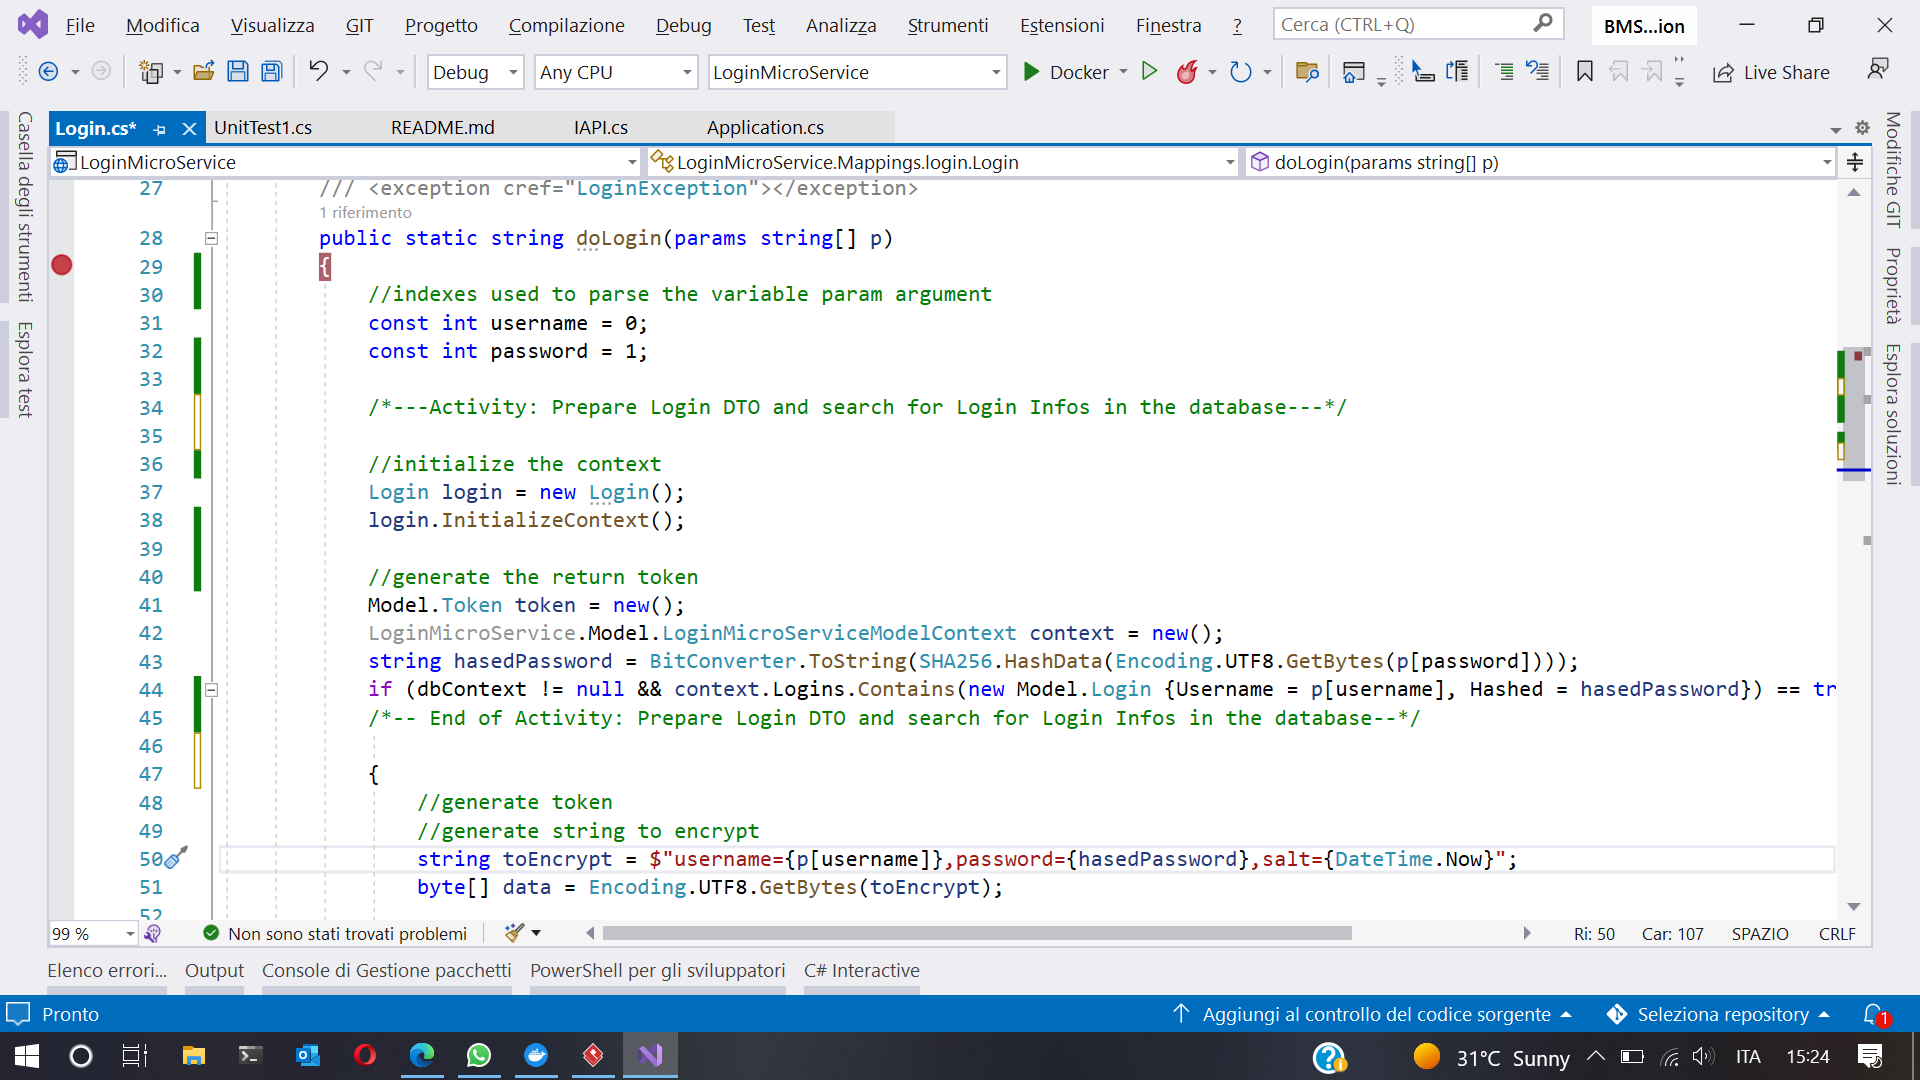 File Modifica Visualizza GIT Progetto Compilazione Debug Test Analizza Strumenti Estensioni Finestra ? Cerca (CTRL+Q) BMS...ion
Debug Any CPU LoginMicroService Docker Live Share
Login.cs* UnitTest1.cs README.md IAPI.cs Application.cs
LoginMicroService LoginMicroService.Mappings.login.Login doLogin(params string[] p)
Casella degli strumenti
Esplora test
27 /// <exception cref="LoginException"></exception>
1 riferimento
28 public static string doLogin(params string[] p)
29 {
30 //indexes used to parse the variable param argument
31 const int username = 0;
32 const int password = 1;
33
34 /*---Activity: Prepare Login DTO and search for Login Infos in the database---*/
35
36 //initialize the context
37 Login login = new Login();
38 login.InitializeContext();
39
40 //generate the return token
41 Model.Token token = new();
42 LoginMicroService.Model.LoginMicroServiceModelContext context = new();
43 string hasedPassword = BitConverter.ToString(SHA256.HashData(Encoding.UTF8.GetBytes(p[password])));
44 if (dbContext != null && context.Logins.Contains(new Model.Login {Username = p[username], Hashed = hasedPassword}) == tr
45 /*-- End of Activity: Prepare Login DTO and search for Login Infos in the database--*/
46
47 {
48 //generate token
49 //generate string to encrypt
50 string toEncrypt = $"username={p[username]},password={hasedPassword},salt={DateTime.Now}";
51 byte[] data = Encoding.UTF8.GetBytes(toEncrypt);
52
Modifiche GIT
Proprietà
Esplora soluzioni
99 % Non sono stati trovati problemi Ri: 50 Car: 107 SPAZIO CRLF
Elenco errori... Output Console di Gestione pacchetti PowerShell per gli sviluppatori C# Interactive
Pronto Aggiungi al controllo del codice sorgente Seleziona repository 1
31°C Sunny ITA 15:24